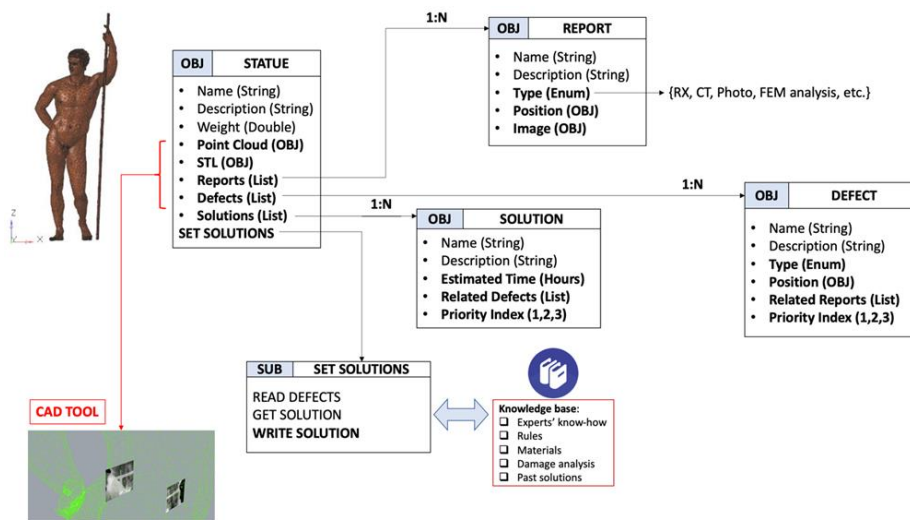 1:N
OBJ REPORT
• Name (String)
• Description (String)
• Type (Enum)
{RX, CT, Photo, FEM analysis, etc.}
• Position (OBJ)
• Image (OBJ)
OBJ STATUE
• Name (String)
• Description (String)
• Weight (Double)
• Point Cloud (OBJ)
• STL (OBJ)
• Reports (List)
• Defects (List)
• Solutions (List)
SET SOLUTIONS
1:N
1:N
OBJ SOLUTION
• Name (String)
• Description (String)
• Estimated Time (Hours)
• Related Defects (List)
• Priority Index (1,2,3)
OBJ DEFECT
• Name (String)
• Description (String)
• Type (Enum)
• Position (OBJ)
• Related Reports (List)
• Priority Index (1,2,3)
Z
Y
X
SUB SET SOLUTIONS
READ DEFECTS
GET SOLUTION
WRITE SOLUTION
Knowledge base:
❑ Experts' know-how
❑ Rules
❑ Materials
❑ Damage analysis
❑ Past solutions
CAD TOOL